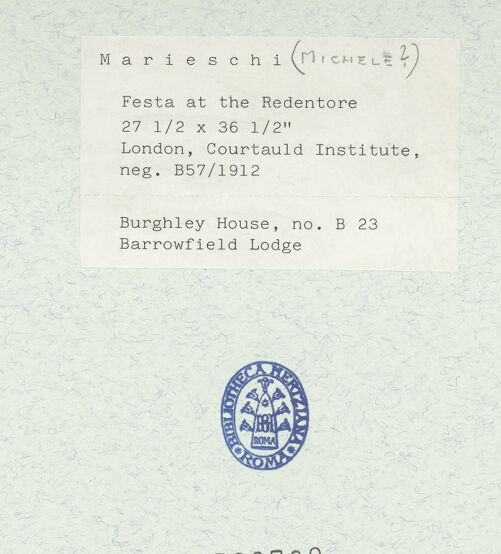 Marieschi (MICHELE?)
Festa at the Redentore
27 1/2 x 36 1/2"
London, Courtauld Institute,
neg. B57/1912
Burghley House, no. B 23
Barrowfield Lodge
BIBLIOTHECA HERTZIANA
ROMA
ROMA